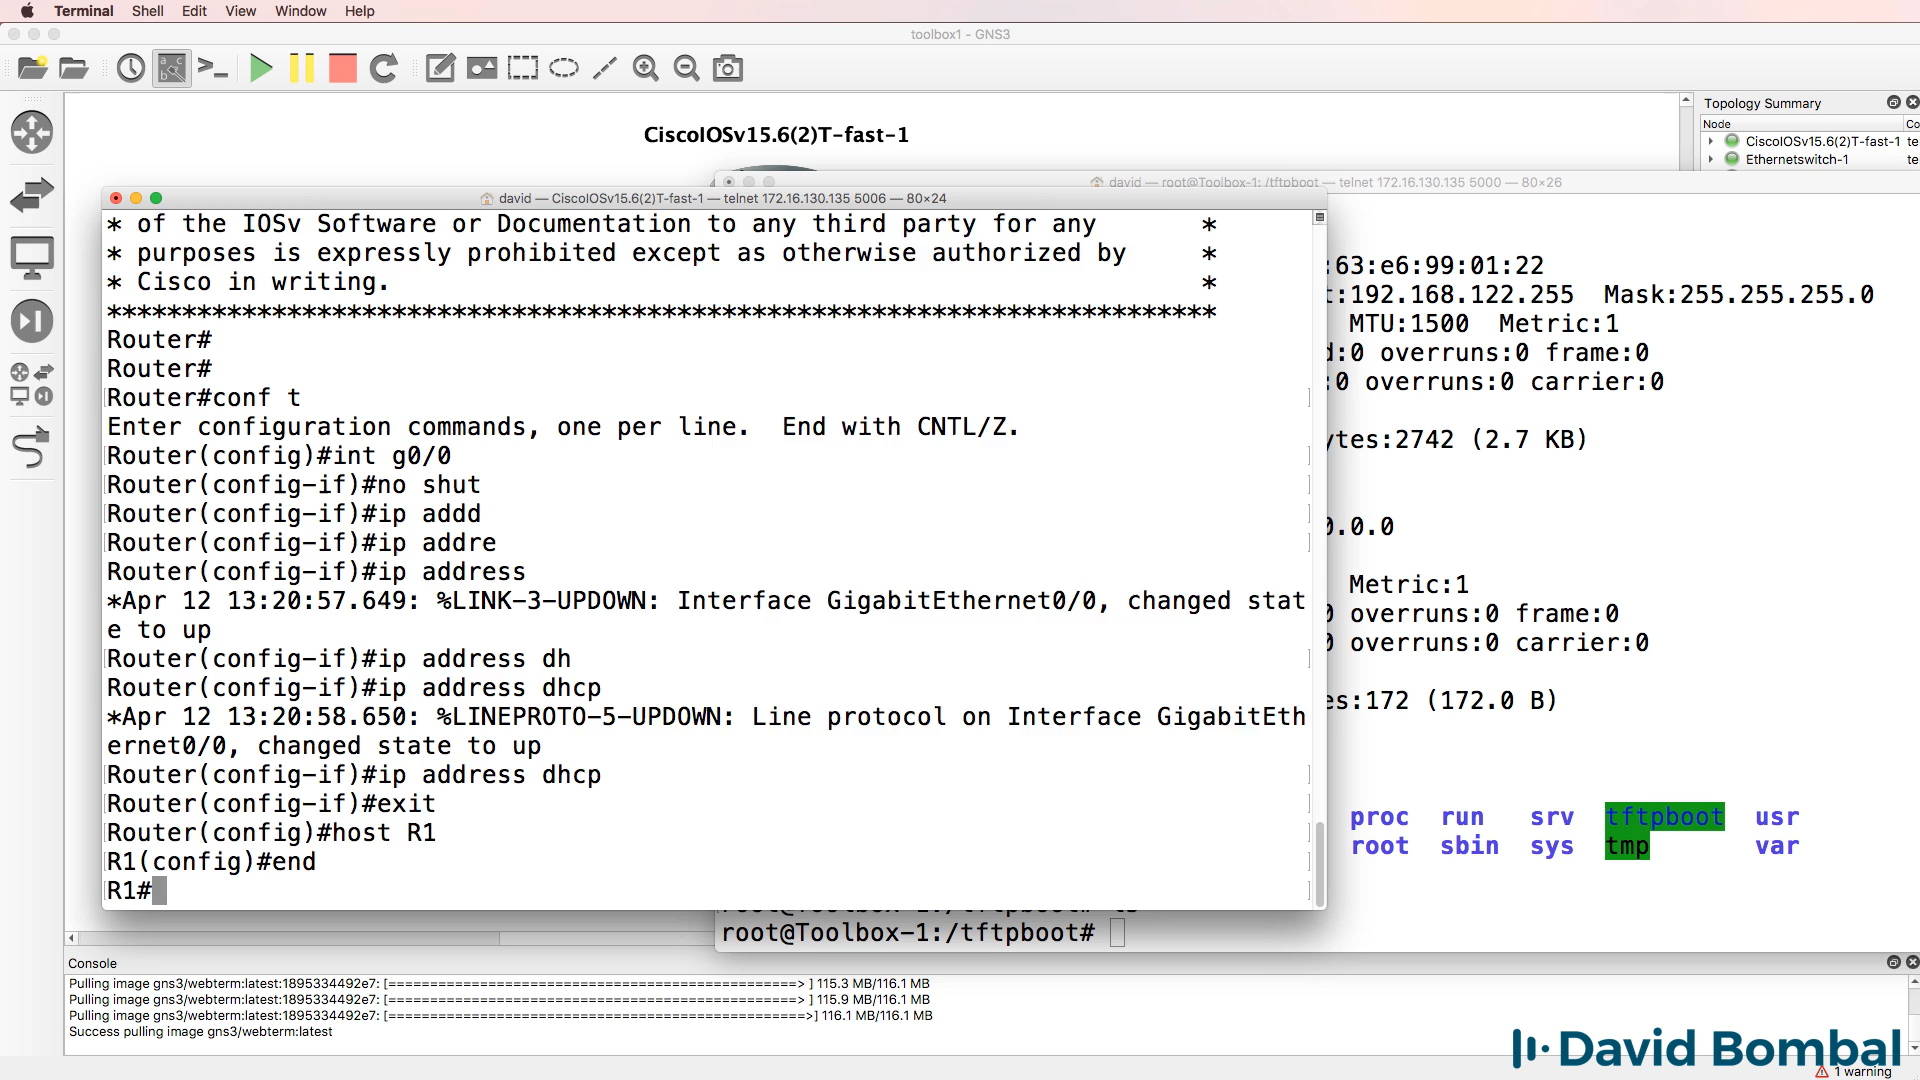 Terminal Shell Edit View Window Help
toolbox1 - GNS3
CiscoIOSv15.6(2)T-fast-1
Topology Summary
Node Co
CiscoIOSv15.6(2)T-fast-1 te
Ethernetswitch-1 te
david — root@Toolbox-1: /tftpboot — telnet 172.16.130.135 5000 — 80×26
david — CiscoIOSv15.6(2)T-fast-1 — telnet 172.16.130.135 5006 — 80×24
* of the IOSv Software or Documentation to any third party for any *
* purposes is expressly prohibited except as otherwise authorized by *
* Cisco in writing. *
**************************************************************************
Router#
Router#
Router#conf t
Enter configuration commands, one per line.  End with CNTL/Z.
Router(config)#int g0/0
Router(config-if)#no shut
Router(config-if)#ip addd
Router(config-if)#ip addre
Router(config-if)#ip address
*Apr 12 13:20:57.649: %LINK-3-UPDOWN: Interface GigabitEthernet0/0, changed stat
e to up
Router(config-if)#ip address dh
Router(config-if)#ip address dhcp
*Apr 12 13:20:58.650: %LINEPROTO-5-UPDOWN: Line protocol on Interface GigabitEth
ernet0/0, changed state to up
Router(config-if)#ip address dhcp
Router(config-if)#exit
Router(config)#host R1
R1(config)#end
R1#
:63:e6:99:01:22
t:192.168.122.255  Mask:255.255.255.0
MTU:1500  Metric:1
d:0 overruns:0 frame:0
:0 overruns:0 carrier:0
ytes:2742 (2.7 KB)
0.0.0
Metric:1
0 overruns:0 frame:0
0 overruns:0 carrier:0
es:172 (172.0 B)
proc run srv tftpboot usr
root sbin sys tmp var
root@Toolbox-1:/tftpboot# ls
root@Toolbox-1:/tftpboot#
Console
Pulling image gns3/webterm:latest:1895334492e7: [=================================================> ] 115.3 MB/116.1 MB
Pulling image gns3/webterm:latest:1895334492e7: [=================================================> ] 115.9 MB/116.1 MB
Pulling image gns3/webterm:latest:1895334492e7: [==================================================>] 116.1 MB/116.1 MB
Success pulling image gns3/webterm:latest
David Bombal
1 warning